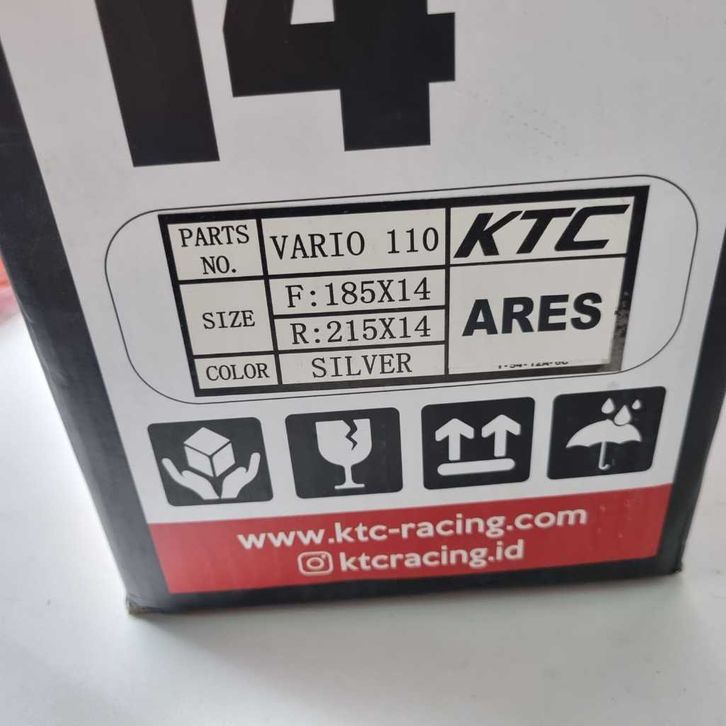 14
PARTS NO.
VARIO 110
KTC
SIZE
F:185X14
R:215X14
ARES
COLOR
SILVER
www.ktc-racing.com
ktcracing.id